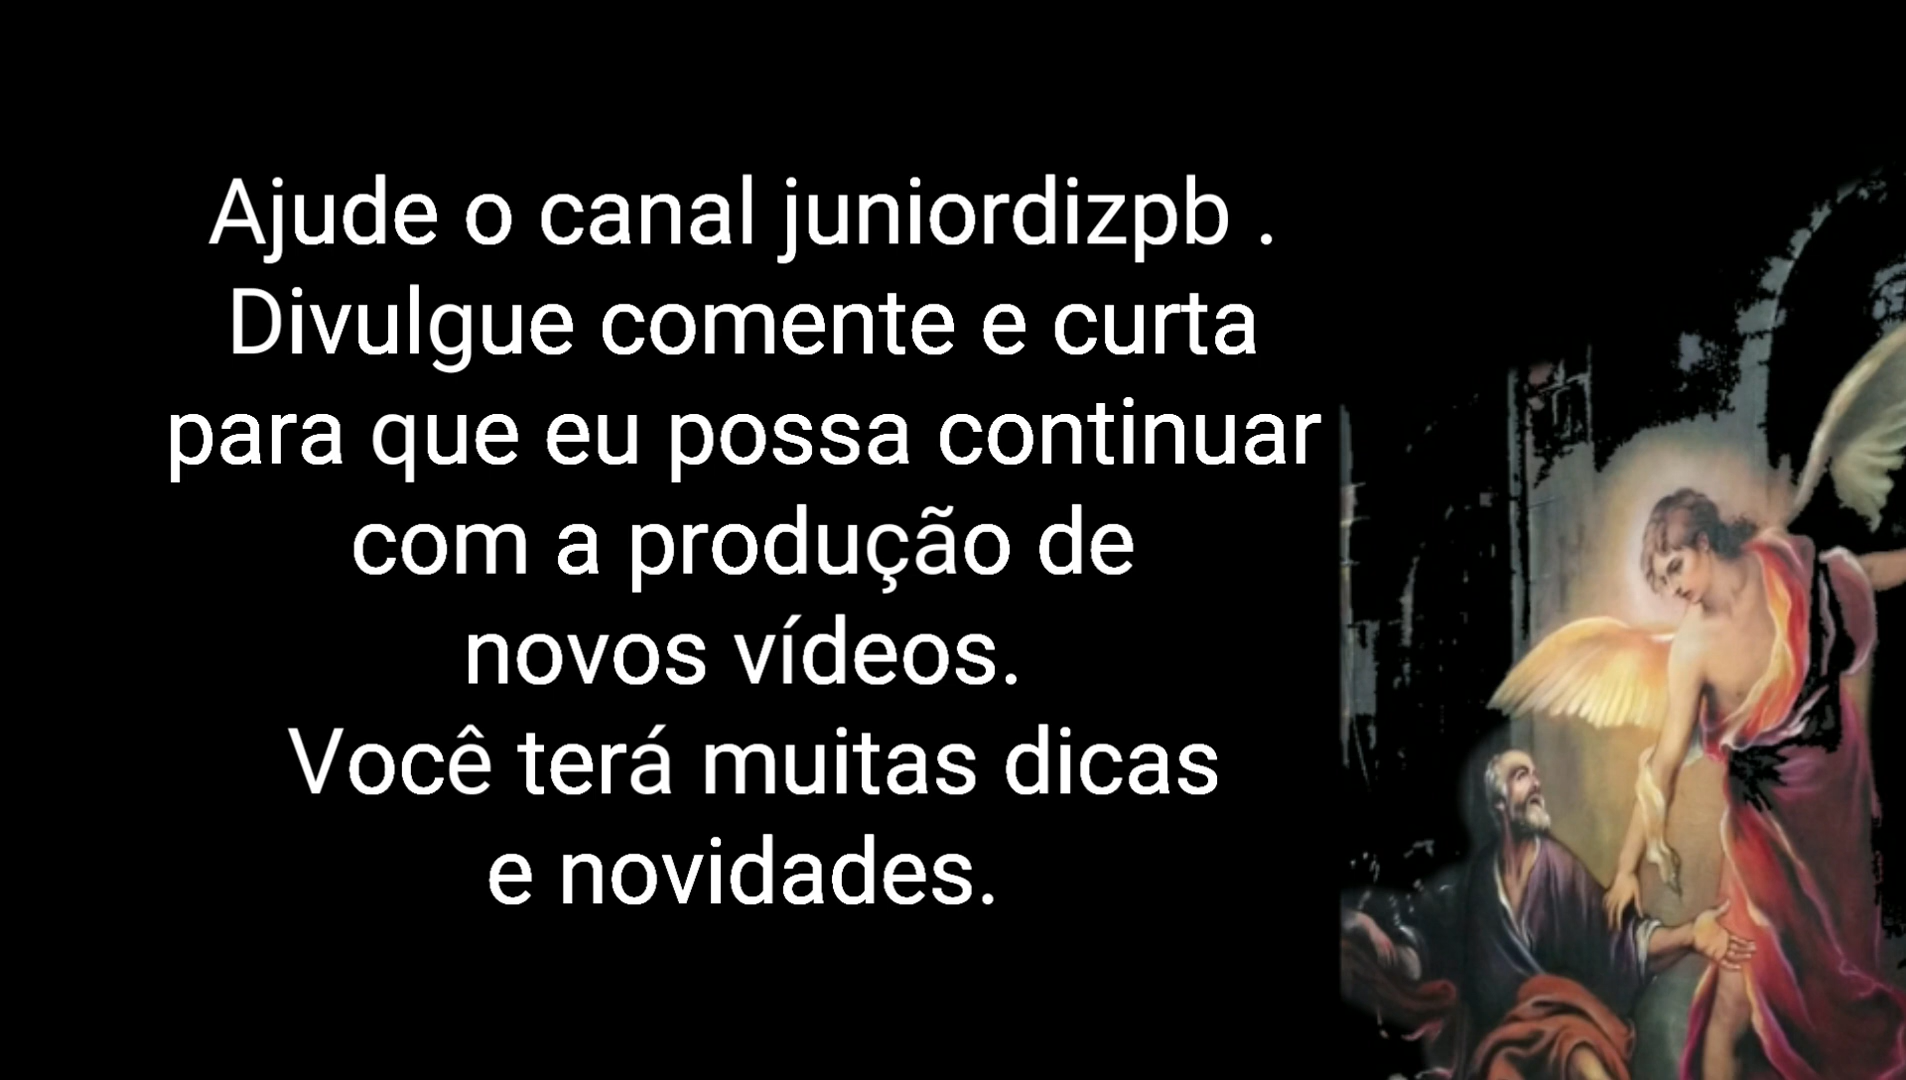 Ajude o canal juniordizpb .
Divulgue comente e curta
para que eu possa continuar
com a produção de
novos vídeos.
Você terá muitas dicas
e novidades.